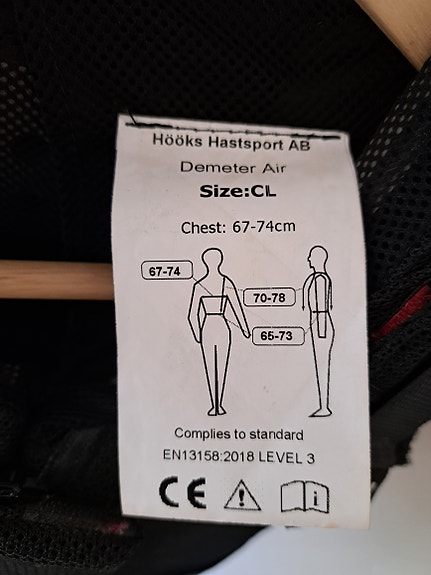 Hööks Hastsport AB
Demeter Air
Size:CL
Chest: 67-74cm
67-74
70-78
65-73
Complies to standard
EN13158:2018 LEVEL 3
CE